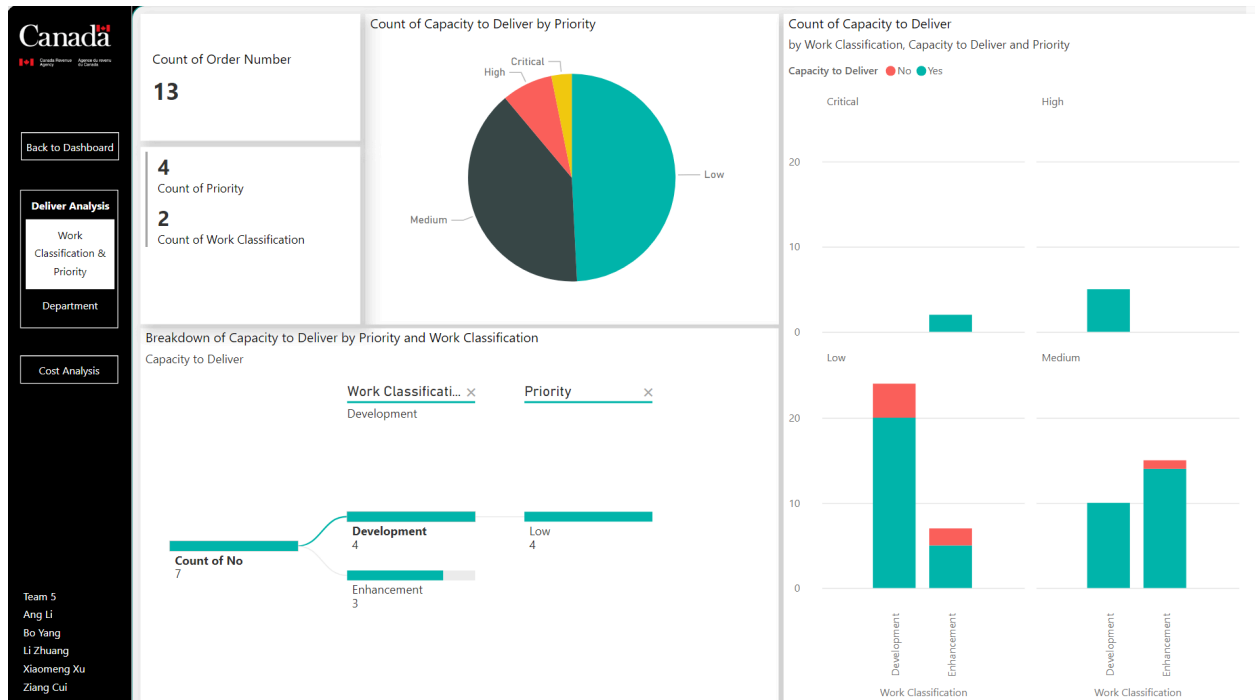 Canada
Canada Revenue Agency
Agence du revenu du Canada
Back to Dashboard
Deliver Analysis
Work
Classification &
Priority
Department
Cost Analysis
Team 5
Ang Li
Bo Yang
Li Zhuang
Xiaomeng Xu
Ziang Cui
Count of Order Number
13
4
Count of Priority
2
Count of Work Classification
Count of Capacity to Deliver by Priority
Critical
High
Low
Medium
Breakdown of Capacity to Deliver by Priority and Work Classification
Capacity to Deliver
Work Classificati... ×
Development
Priority ×
Count of No
7
Development
4
Enhancement
3
Low
4
Count of Capacity to Deliver
by Work Classification, Capacity to Deliver and Priority
Capacity to Deliver No Yes
Critical
High
20
10
0
Low
Medium
20
10
0
Development
Enhancement
Development
Enhancement
Work Classification
Work Classification